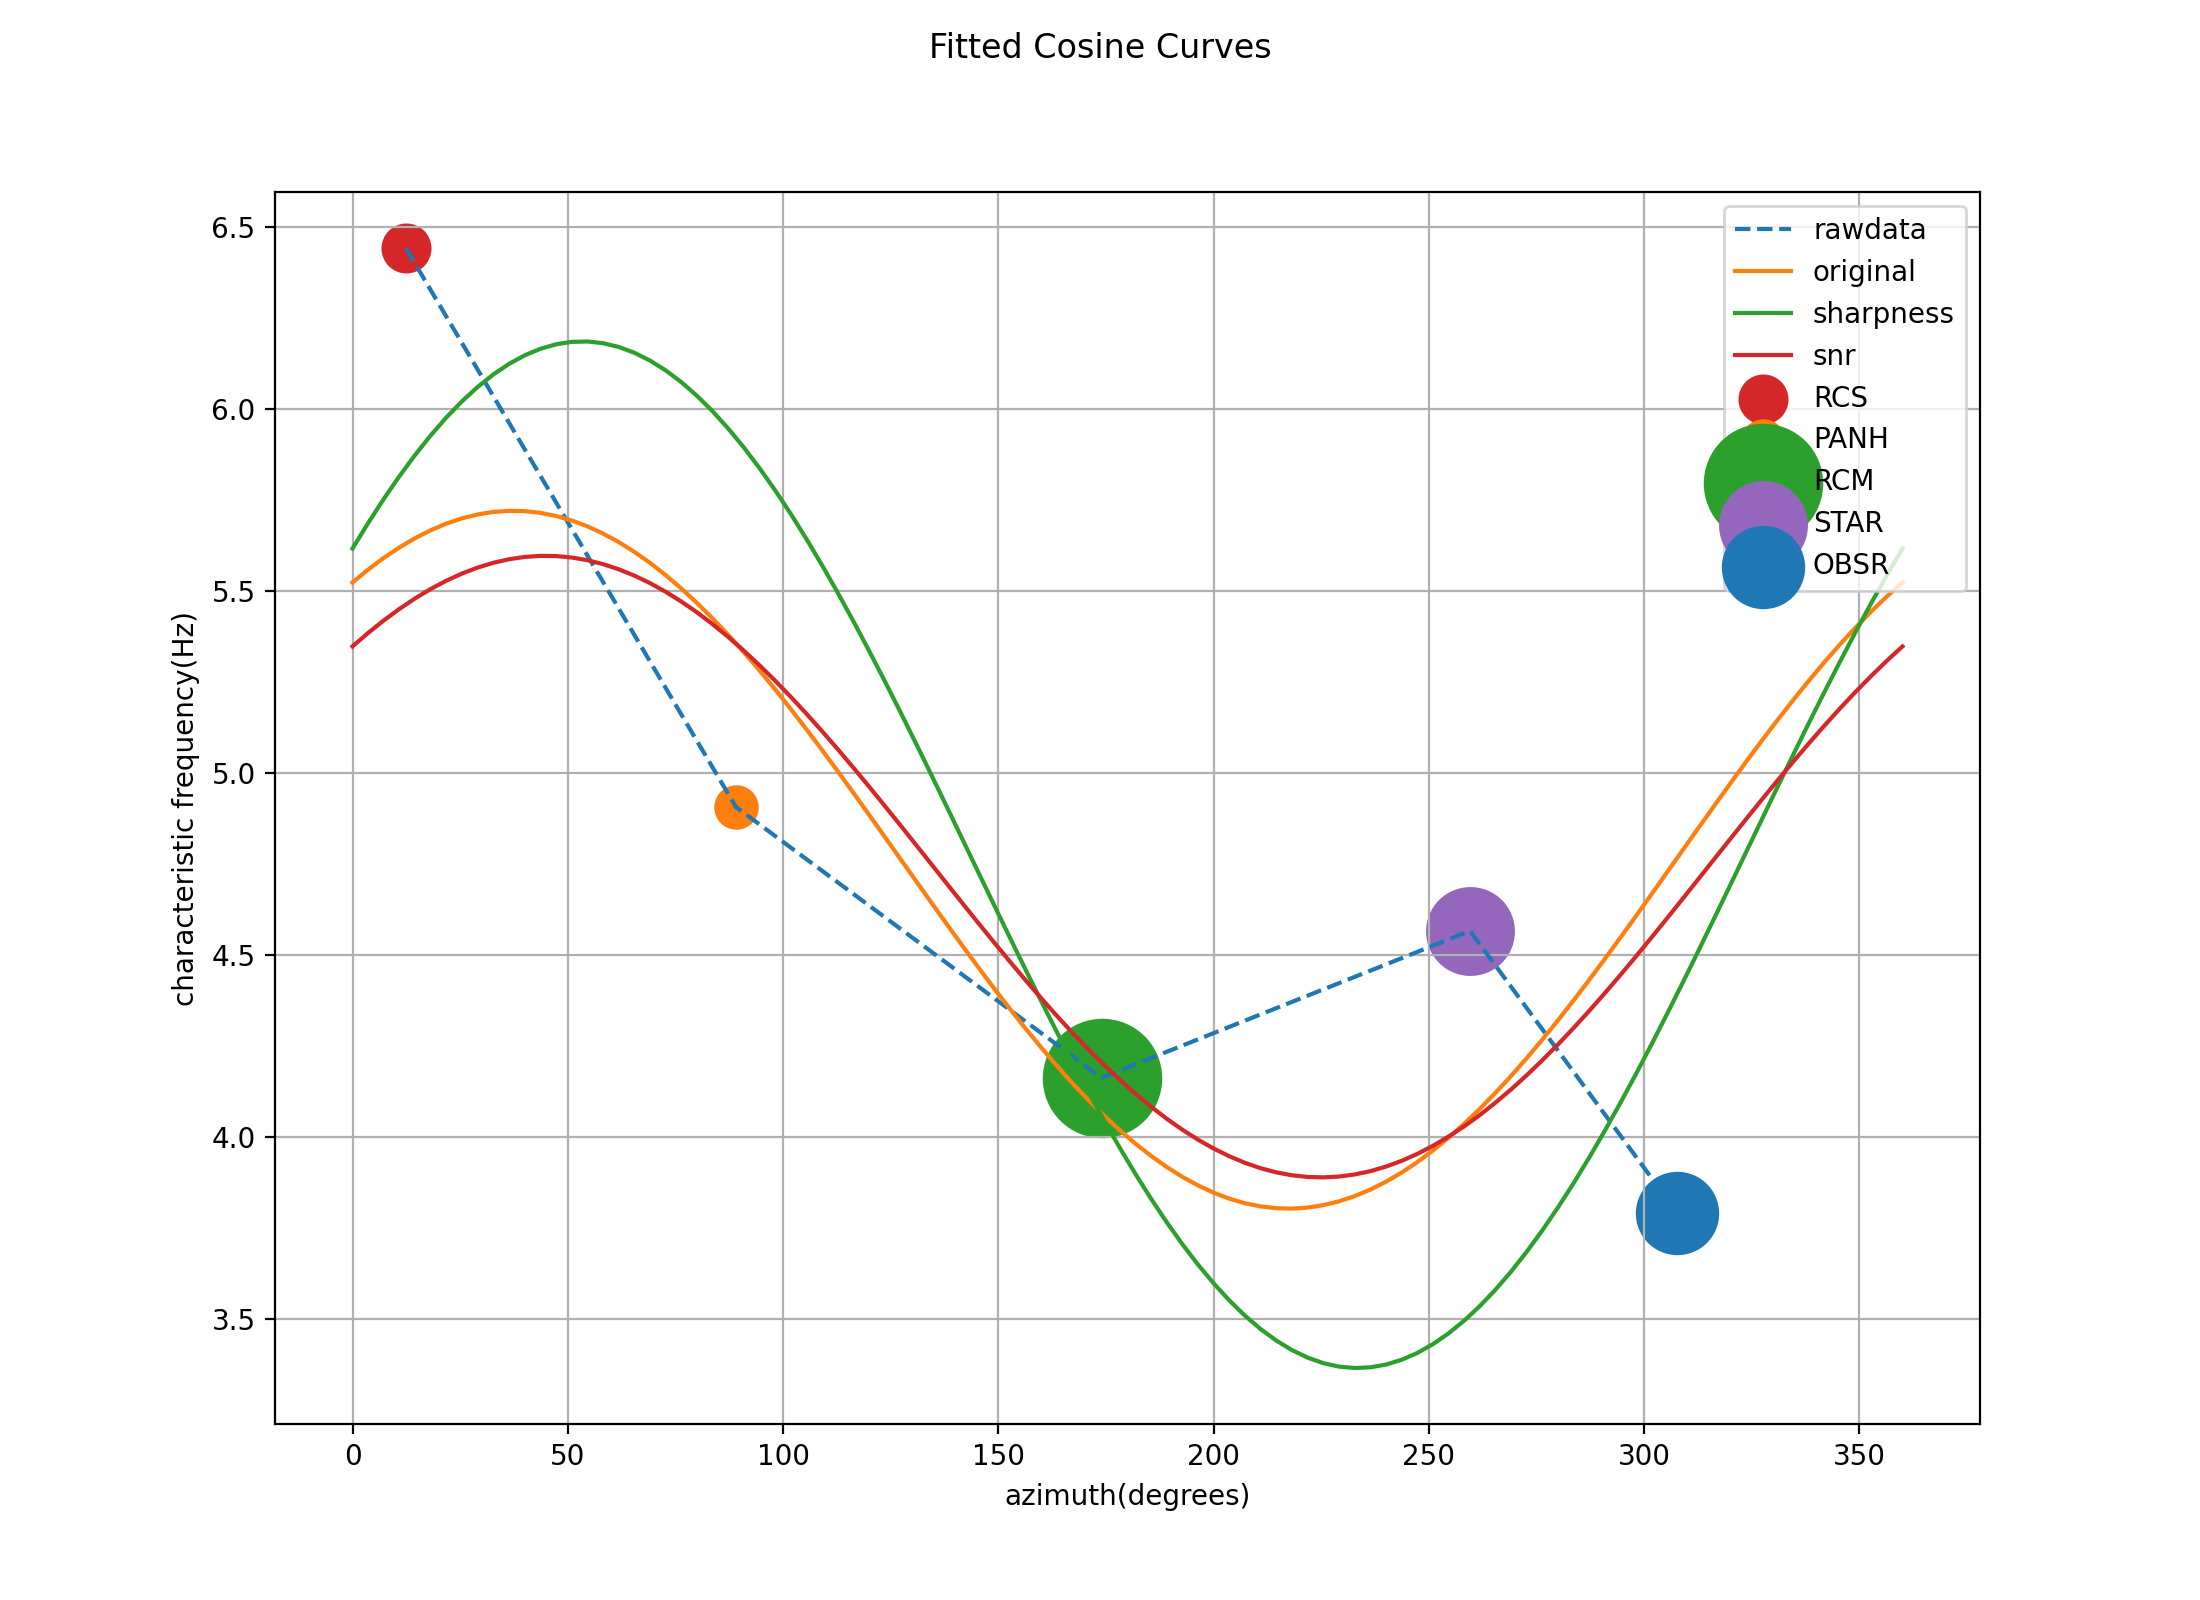 Fitted Cosine Curves
6.5
6.0
5.5
5.0
4.5
4.0
3.5
characteristic frequency(Hz)
rawdata
original
sharpness
snr
RCS
PANH
RCM
STAR
OBSR
0 50 100 150 200 250 300 350
azimuth(degrees)